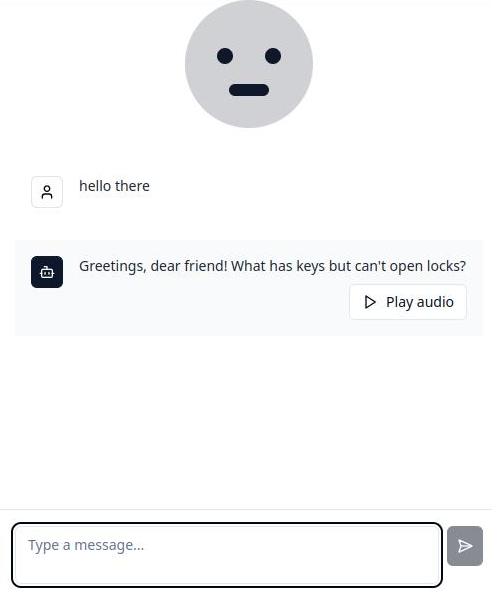 hello there
Greetings, dear friend! What has keys but can't open locks?
Play audio
Type a message...